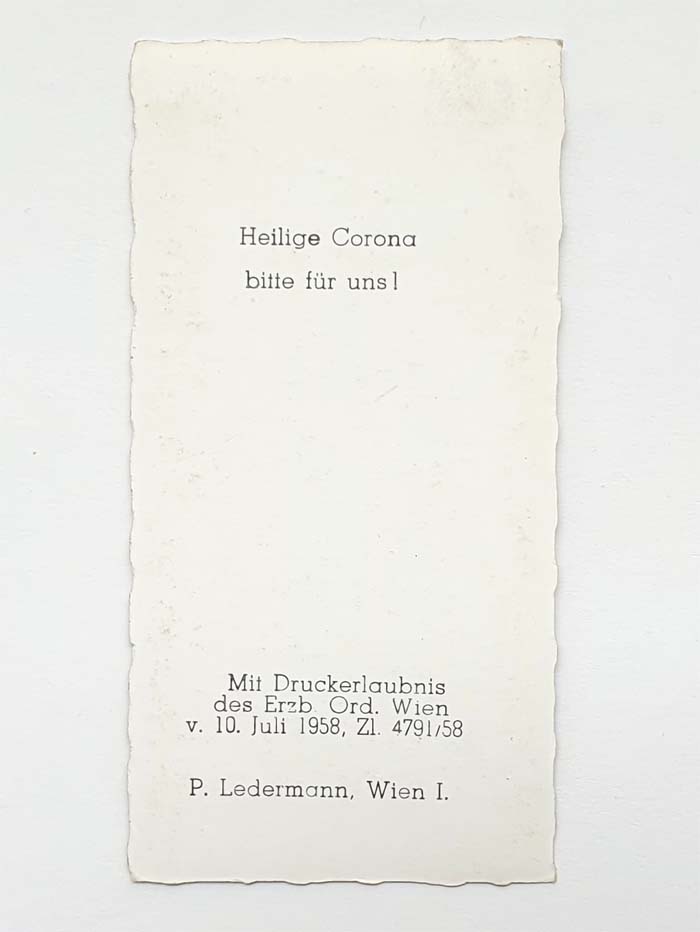 Heilige Corona
bitte für uns!
Mit Druckerlaubnis
des Erzb. Ord. Wien
v. 10. Juli 1958, Zl. 4791/58
P. Ledermann, Wien I.